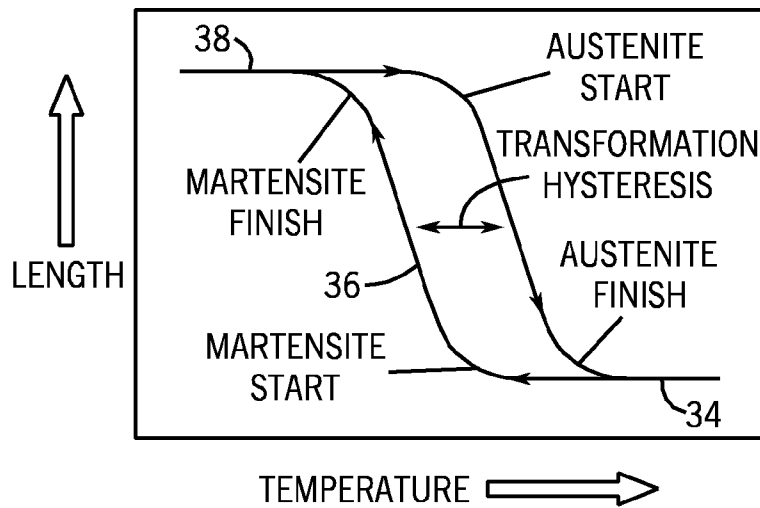 38
AUSTENITE
START
TRANSFORMATION
HYSTERESIS
MARTENSITE
FINISH
LENGTH
36
AUSTENITE
FINISH
MARTENSITE
START
34
TEMPERATURE